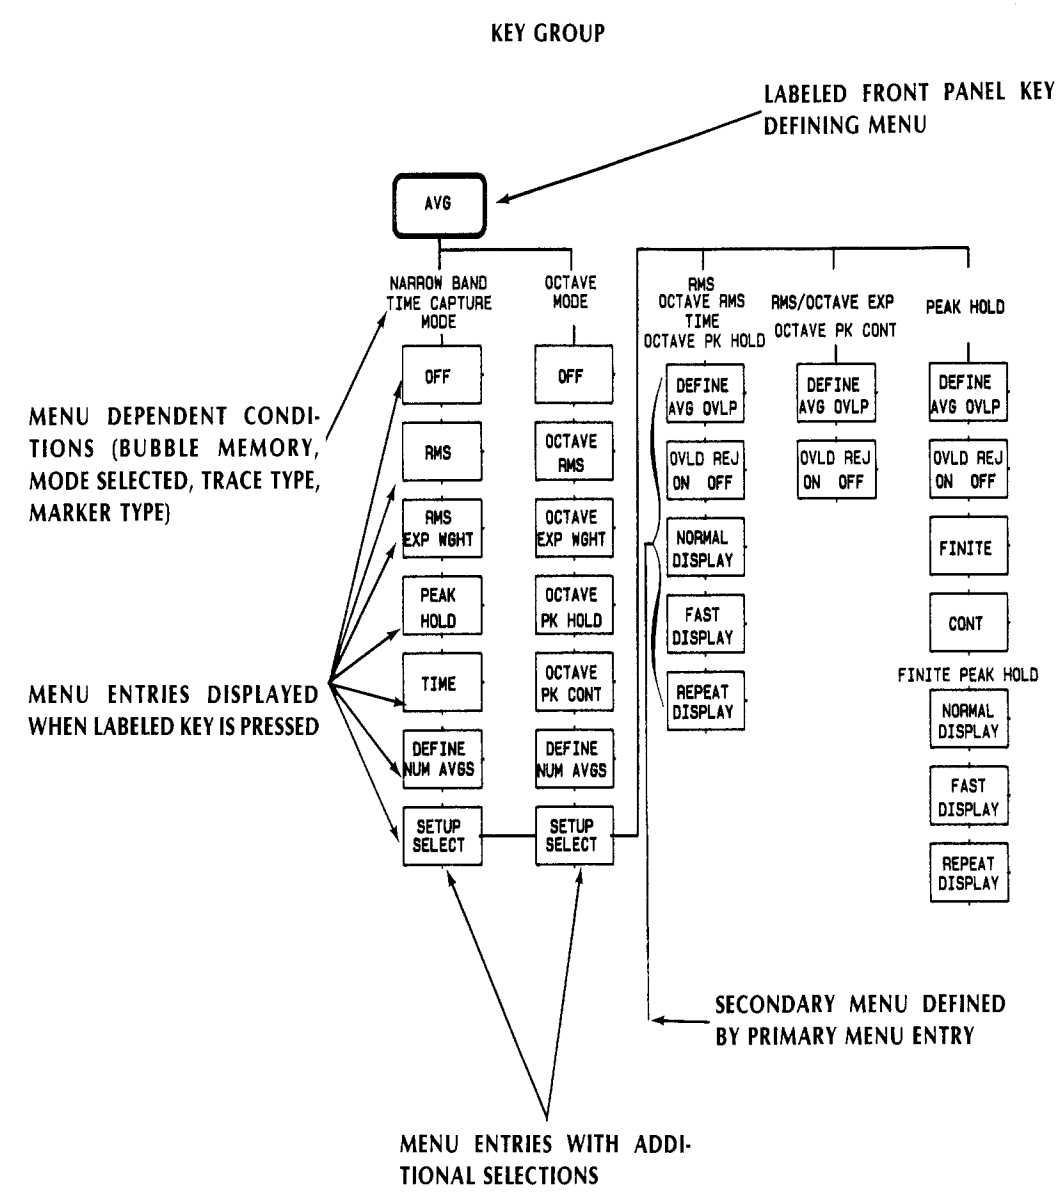 KEY GROUP
LABELED FRONT PANEL KEY
DEFINING MENU
AVG
NARROW BAND
TIME CAPTURE
MODE
OFF
RMS
RMS
EXP WGHT
PEAK
HOLD
TIME
DEFINE
NUM AVGS
SETUP
SELECT
OCTAVE
MODE
OFF
OCTAVE
RMS
OCTAVE
EXP WGHT
OCTAVE
PK HOLD
OCTAVE
PK CONT
DEFINE
NUM AVGS
SETUP
SELECT
RMS
OCTAVE RMS
TIME
OCTAVE PK HOLD
DEFINE
AVG OVLP
OVLD REJ
ON OFF
NORMAL
DISPLAY
FAST
DISPLAY
REPEAT
DISPLAY
RMS/OCTAVE EXP
OCTAVE PK CONT
DEFINE
AVG OVLP
OVLD REJ
ON OFF
PEAK HOLD
DEFINE
AVG OVLP
OVLD REJ
ON OFF
FINITE
CONT
FINITE PEAK HOLD
NORMAL
DISPLAY
FAST
DISPLAY
REPEAT
DISPLAY
MENU DEPENDENT CONDI-
TIONS (BUBBLE MEMORY,
MODE SELECTED, TRACE TYPE,
MARKER TYPE)
MENU ENTRIES DISPLAYED
WHEN LABELED KEY IS PRESSED
SECONDARY MENU DEFINED
BY PRIMARY MENU ENTRY
MENU ENTRIES WITH ADDI-
TIONAL SELECTIONS